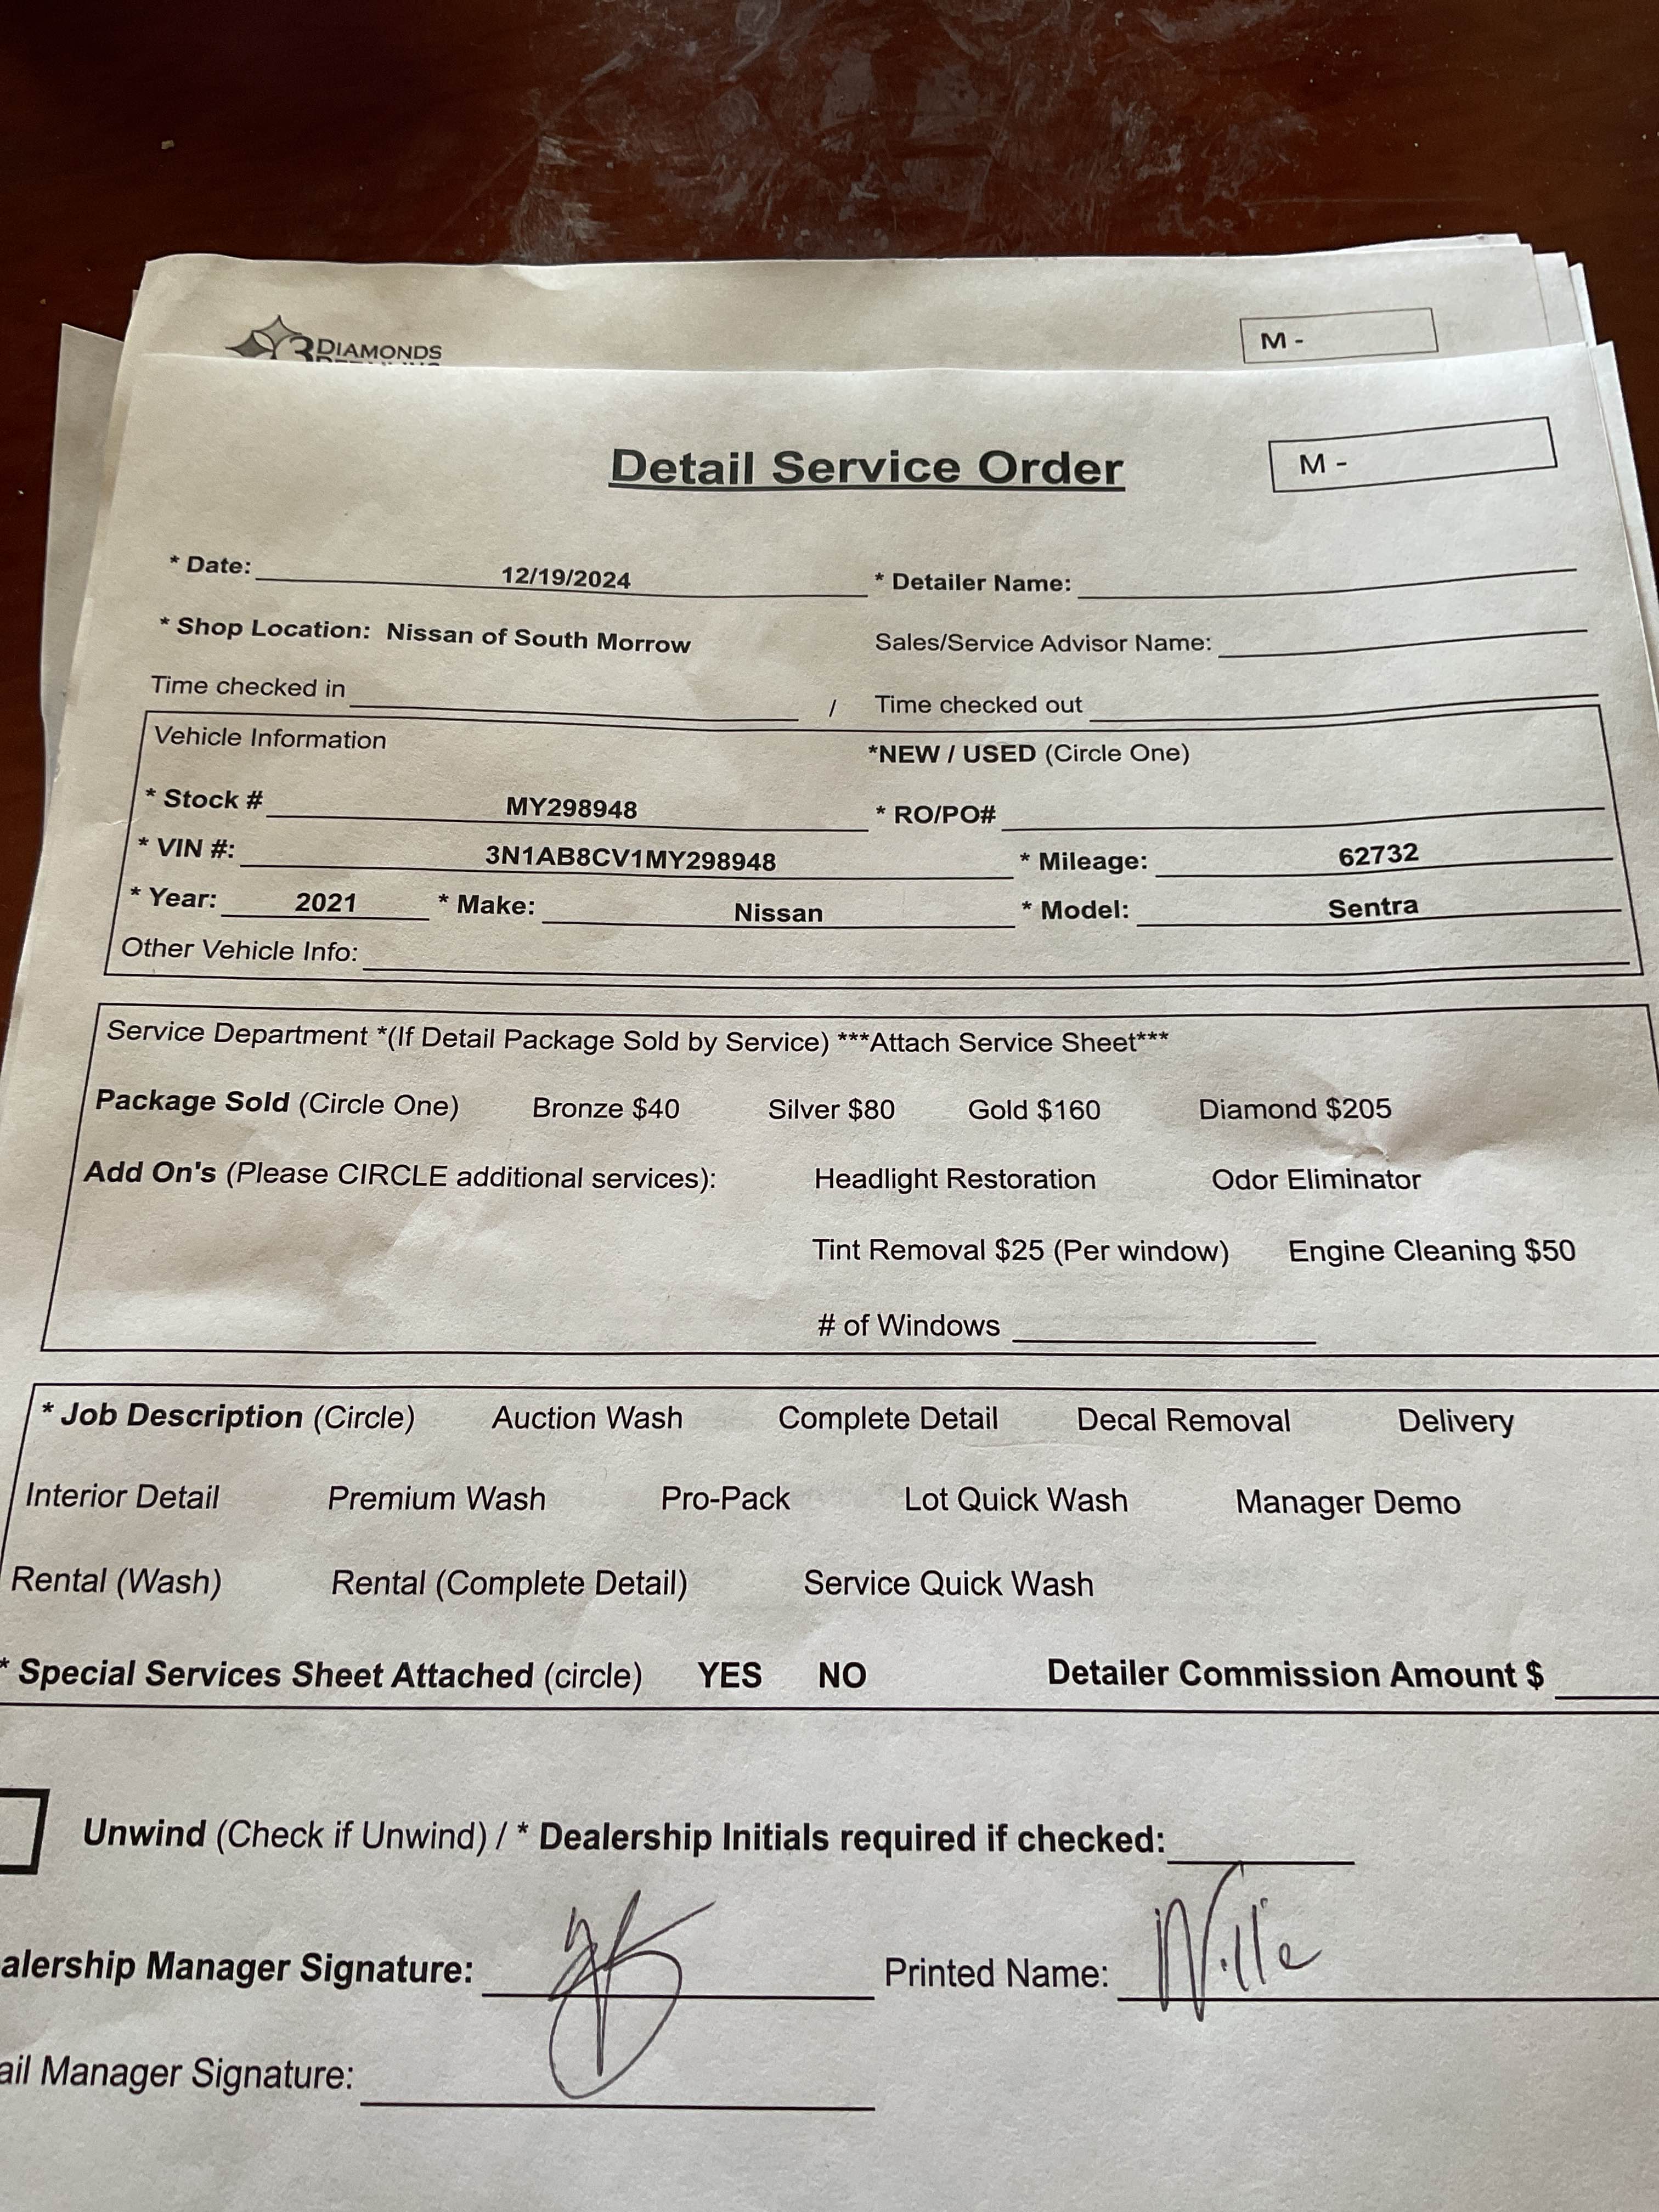 3 DIAMONDS
M -
Detail Service Order
M -
* Date: 12/19/2024 * Detailer Name:
* Shop Location: Nissan of South Morrow Sales/Service Advisor Name:
Time checked in / Time checked out
Vehicle Information *NEW / USED (Circle One)
* Stock # MY298948 * RO/PO#
* VIN #: 3N1AB8CV1MY298948 * Mileage: 62732
* Year: 2021 * Make: Nissan * Model: Sentra
Other Vehicle Info:
Service Department *(If Detail Package Sold by Service) ***Attach Service Sheet***
Package Sold (Circle One) Bronze $40 Silver $80 Gold $160 Diamond $205
Add On's (Please CIRCLE additional services): Headlight Restoration Odor Eliminator
Tint Removal $25 (Per window) Engine Cleaning $50
# of Windows
* Job Description (Circle) Auction Wash Complete Detail Decal Removal Delivery
Interior Detail Premium Wash Pro-Pack Lot Quick Wash Manager Demo
Rental (Wash) Rental (Complete Detail) Service Quick Wash
* Special Services Sheet Attached (circle) YES NO Detailer Commission Amount $
Unwind (Check if Unwind) / * Dealership Initials required if checked:
alership Manager Signature: Printed Name: Willie
ail Manager Signature: